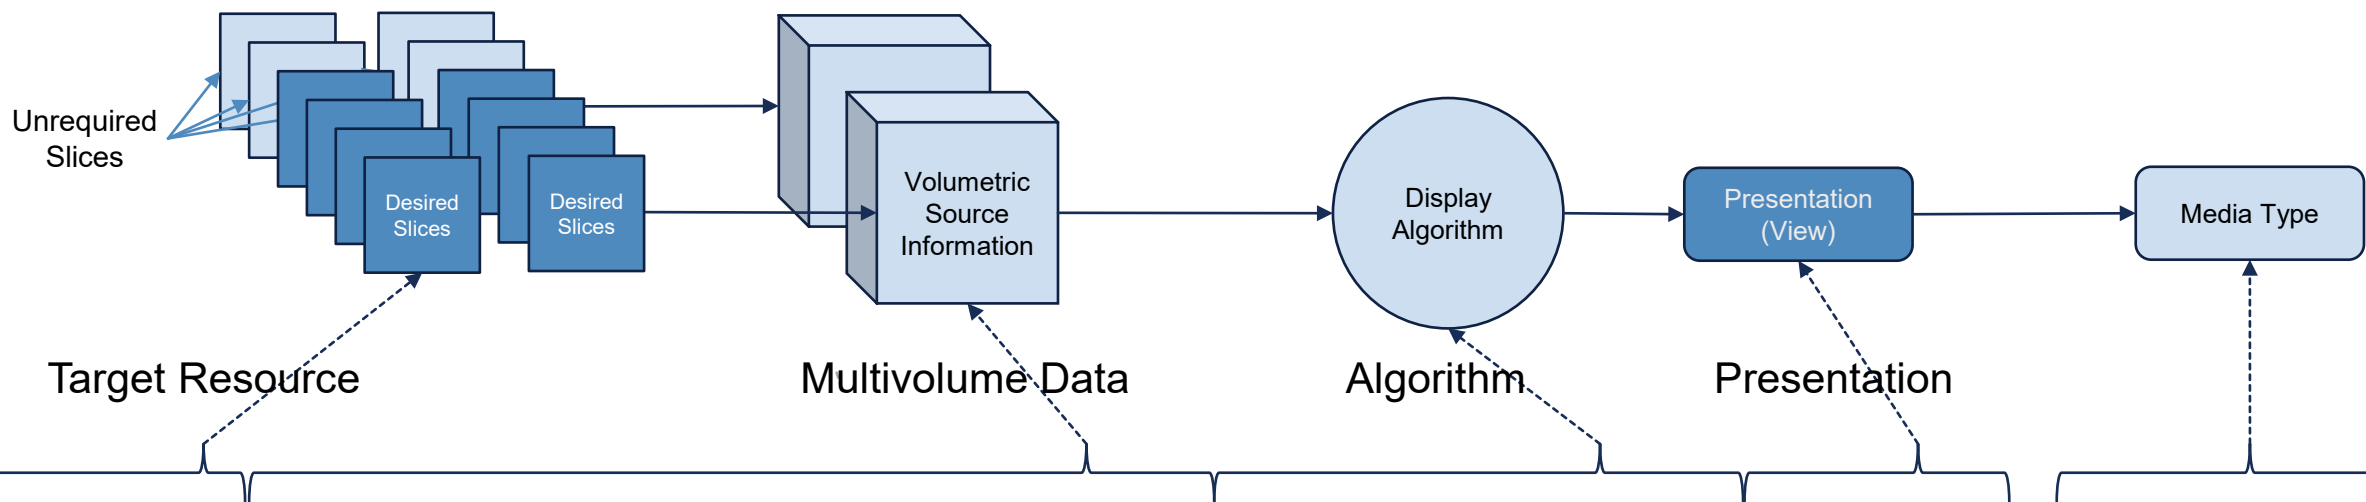 Unrequired
Slices
Desired
Slices
Desired
Slices
Volumetric
Source
Information
Display
Algorithm
Presentation
(View)
Media Type
Target Resource
Multivolume Data
Algorithm
Presentation